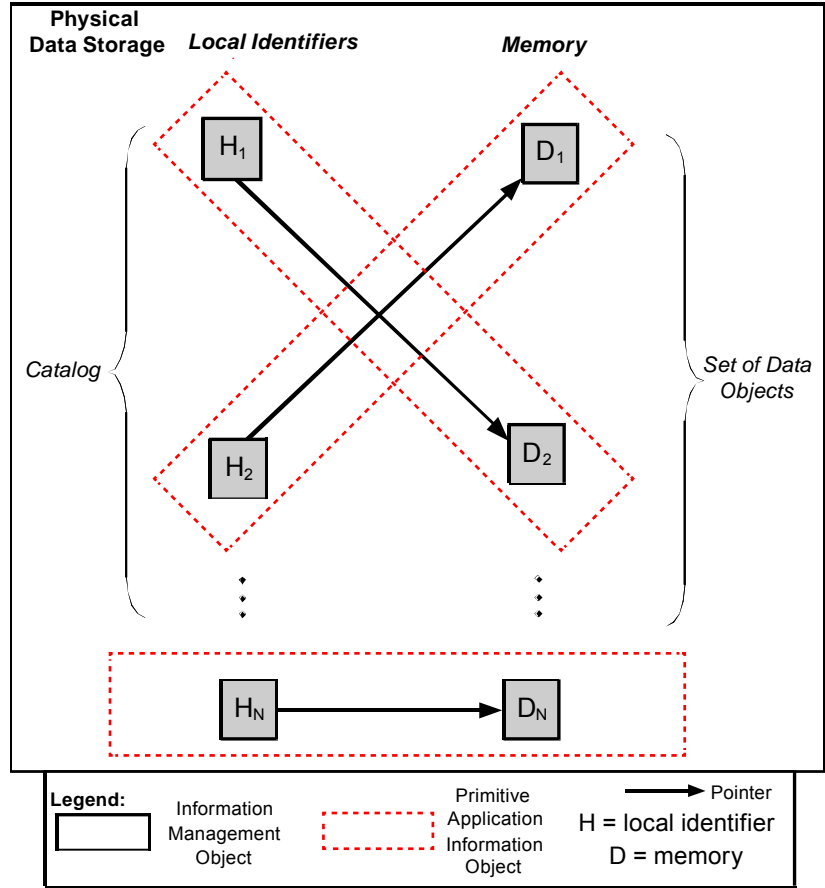 Physical
Data Storage
Local Identifiers
Memory
H1
D1
Catalog
Set of Data
Objects
H2
D2
HN
DN
Legend:
Information
Management
Object
Primitive
Application
Information
Object
Pointer
H = local identifier
D = memory